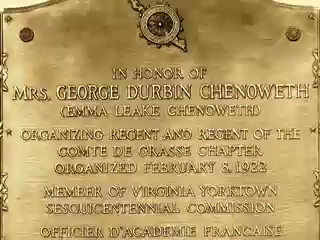 IN HONOR OF
MRS. GEORGE DURBIN CHENOWETH
(EMMA LEAKE CHENOWETH)
ORGANIZING REGENT AND REGENT OF THE
COMTE DE GRASSE CHAPTER
ORGANIZED FEBRUARY 8, 1922
MEMBER OF VIRGINIA YORKTOWN
SESQUICENTENNIAL COMMISSION
OFFICIER D'ACADEMIE FRANCAISE